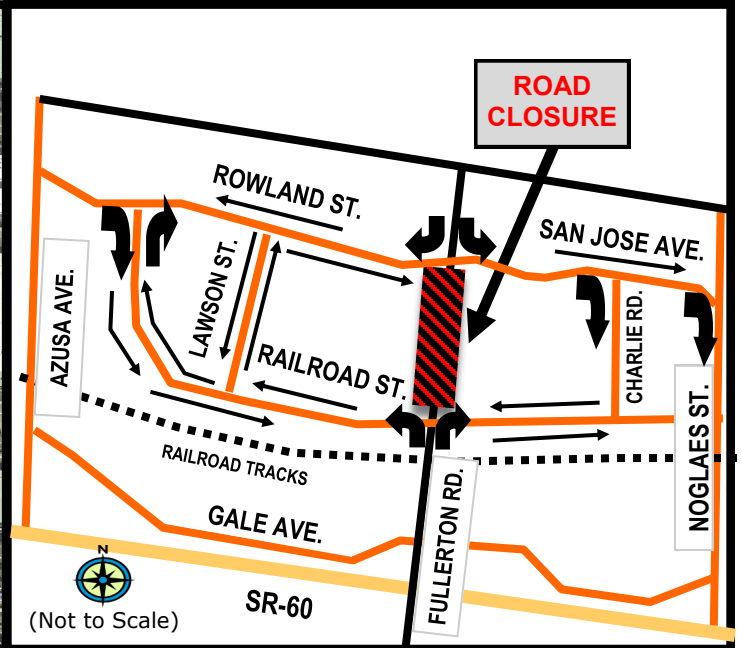 ROAD
CLOSURE
ROWLAND ST.
SAN JOSE AVE.
LAWSON ST.
AZUSA AVE.
CHARLIE RD.
RAILROAD ST.
NOGLAES ST.
RAILROAD TRACKS
FULLERTON RD.
GALE AVE.
N
SR-60
(Not to Scale)